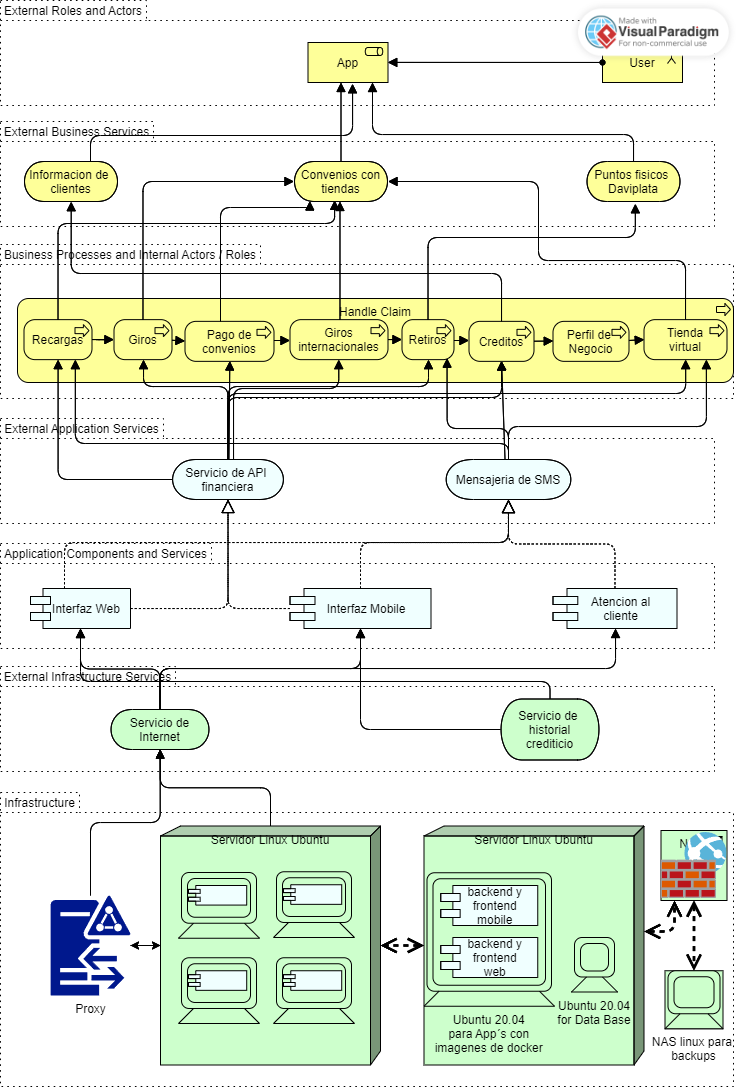 External Roles and Actors
Made with
VisualParadigm
For non-commercial use
App
User
External Business Services
Informacion de
clientes
Convenios con
tiendas
Puntos fisicos
Daviplata
Business Processes and Internal Actors / Roles
Handle Claim
Recargas
Giros
Pago de
convenios
Giros
internacionales
Retiros
Creditos
Perfil de
Negocio
Tienda
virtual
External Application Services
Servicio de API
financiera
Mensajeria de SMS
Application Components and Services
Interfaz Web
Interfaz Mobile
Atencion al
cliente
External Infrastructure Services
Servicio de
Internet
Servicio de
historial
crediticio
Infrastructure
Servidor Linux Ubuntu
Servidor Linux Ubuntu
backend y
frontend
mobile
backend y
frontend
web
Proxy
Ubuntu 20.04
para App´s con
imagenes de docker
Ubuntu 20.04
for Data Base
NAS linux para
backups